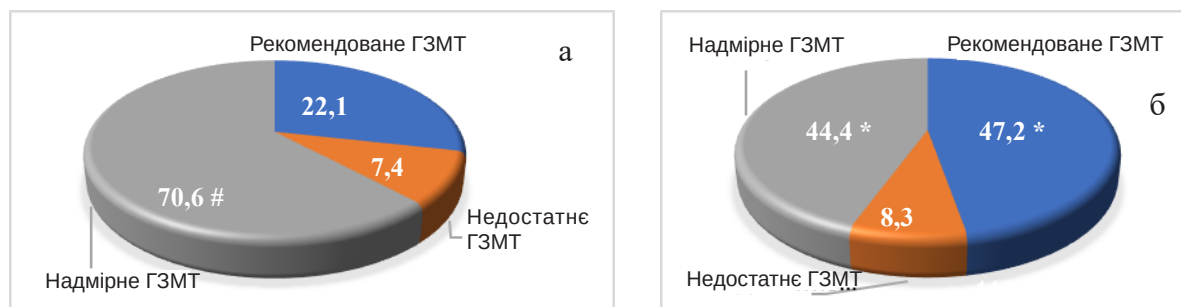 Рекомендоване ГЗМТ
а
22,1
7,4
70,6 #
Недостатнє
ГЗМТ
Надмірне ГЗМТ
Надмірне ГЗМТ
Рекомендоване ГЗМТ
б
44,4 *
47,2 *
8,3
Недостатнє ГЗМТ